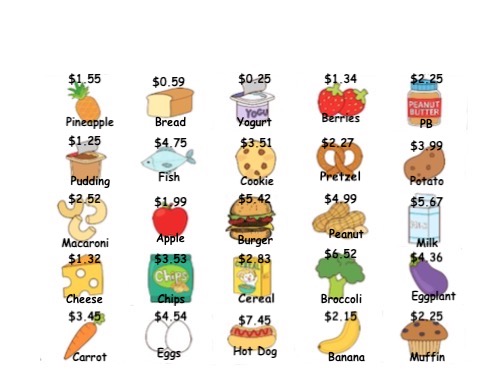 $1.55 $0.59 $0.25 $1.34 $2.25
YOGU PEANUT
BUTTER
Pineapple Bread Yogurt Berries PB
$1.25 $4.75 $3.51 $2.27 $3.99
Pudding Fish Cookie Pretzel Potato
$2.52 $1.99 $5.42 $4.99 $5.67
Macaroni Apple Burger Peanut Milk
$1.32 $3.53 $2.83 $6.52 $4.36
Chips CEREAL
Cheese Chips Cereal Broccoli Eggplant
$3.45 $4.54 $7.45 $2.15 $2.25
Carrot Eggs Hot Dog Banana Muffin